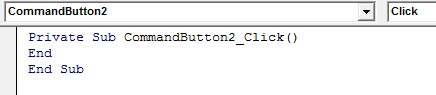 CommandButton2 Click
Private Sub CommandButton2_Click()
End
End Sub